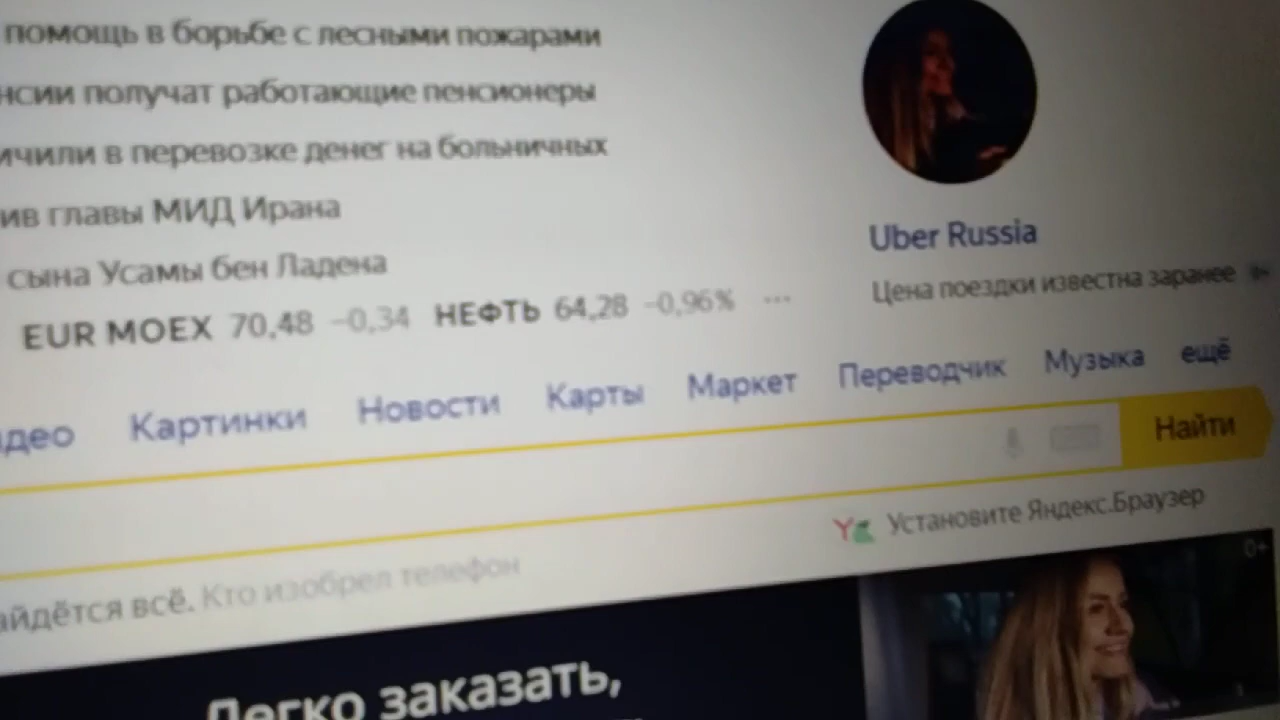 помощь в борьбе с лесными пожарами
нсии получат работающие пенсионеры
ичили в перевозке денег на больничных
ив главы МИД Ирана
сына Усамы бен Ладена
EUR MOEX 70,48 −0,34 НЕФТЬ 64,28 −0,96% ...
Uber Russia
Цена поездки известна заранее
део Картинки Новости Карты Маркет Переводчик Музыка ещё
Найти
Установите Яндекс.Браузер
айдётся всё. Кто изобрел телефон
0+
Легко заказать,